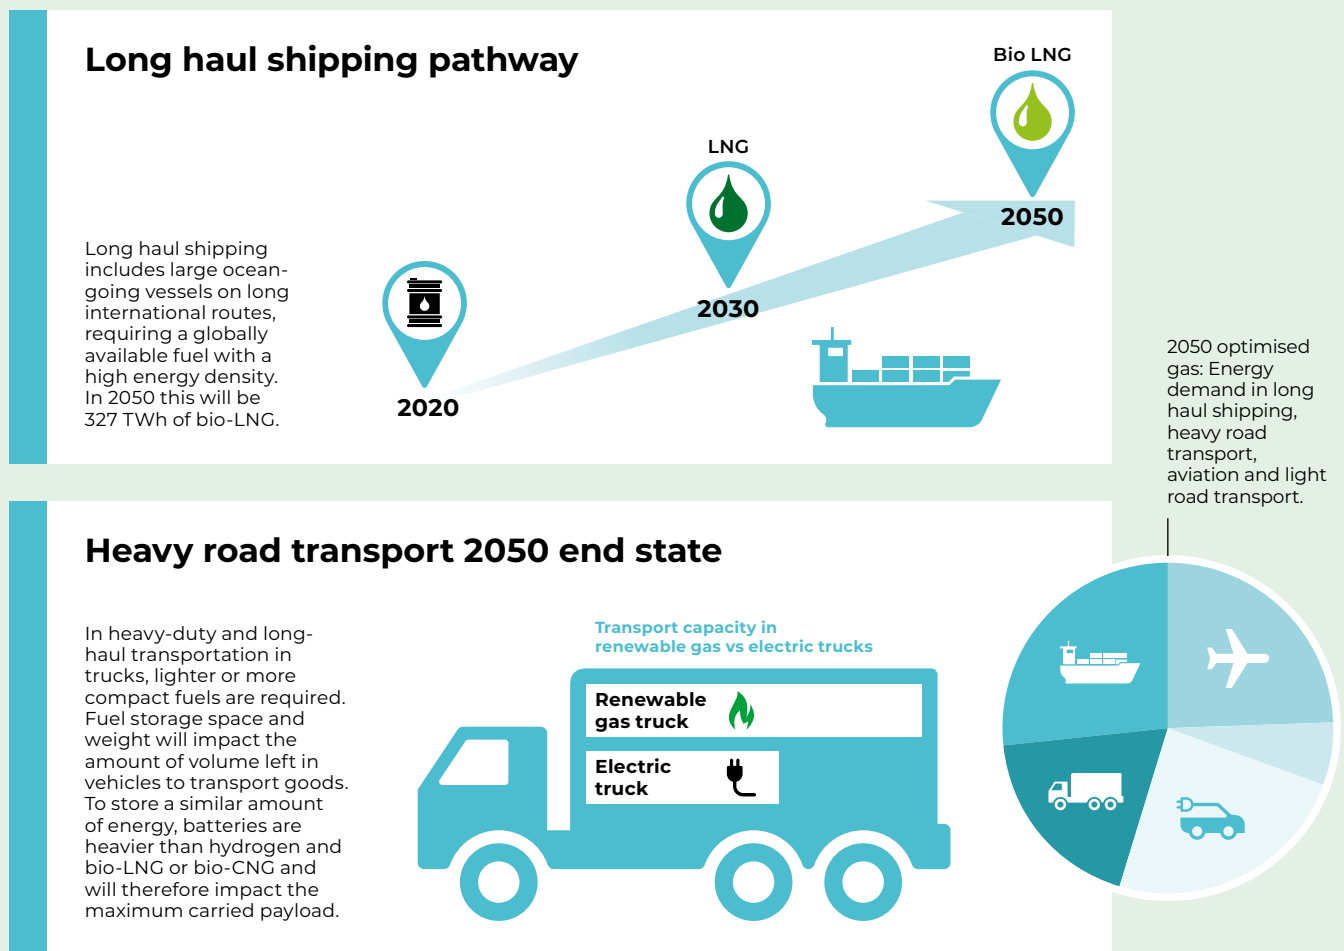 Long haul shipping pathway
Bio LNG
LNG
2050
2030
2020
Long haul shipping
includes large ocean-
going vessels on long
international routes,
requiring a globally
available fuel with a
high energy density.
In 2050 this will be
327 TWh of bio-LNG.
2050 optimised
gas: Energy
demand in long
haul shipping,
heavy road
transport,
aviation and light
road transport.
Heavy road transport 2050 end state
In heavy-duty and long-
haul transportation in
trucks, lighter or more
compact fuels are required.
Fuel storage space and
weight will impact the
amount of volume left in
vehicles to transport goods.
To store a similar amount
of energy, batteries are
heavier than hydrogen and
bio-LNG or bio-CNG and
will therefore impact the
maximum carried payload.
Transport capacity in
renewable gas vs electric trucks
Renewable
gas truck
Electric
truck